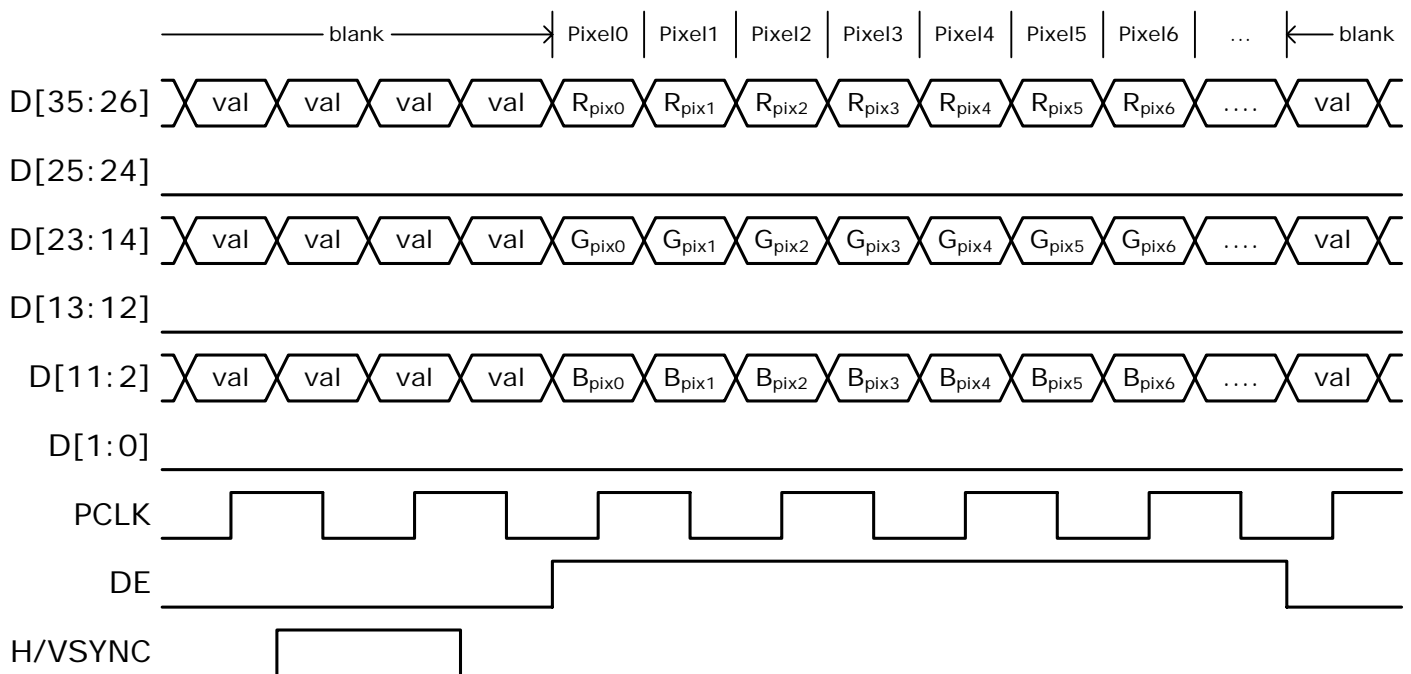 blank Pixel0 Pixel1 Pixel2 Pixel3 Pixel4 Pixel5 Pixel6 ... blank
D[35:26] val val val val Rpix0 Rpix1 Rpix2 Rpix3 Rpix4 Rpix5 Rpix6 .... val
D[25:24]
D[23:14] val val val val Gpix0 Gpix1 Gpix2 Gpix3 Gpix4 Gpix5 Gpix6 .... val
D[13:12]
D[11:2] val val val val Bpix0 Bpix1 Bpix2 Bpix3 Bpix4 Bpix5 Bpix6 .... val
D[1:0]
PCLK
DE
H/VSYNC